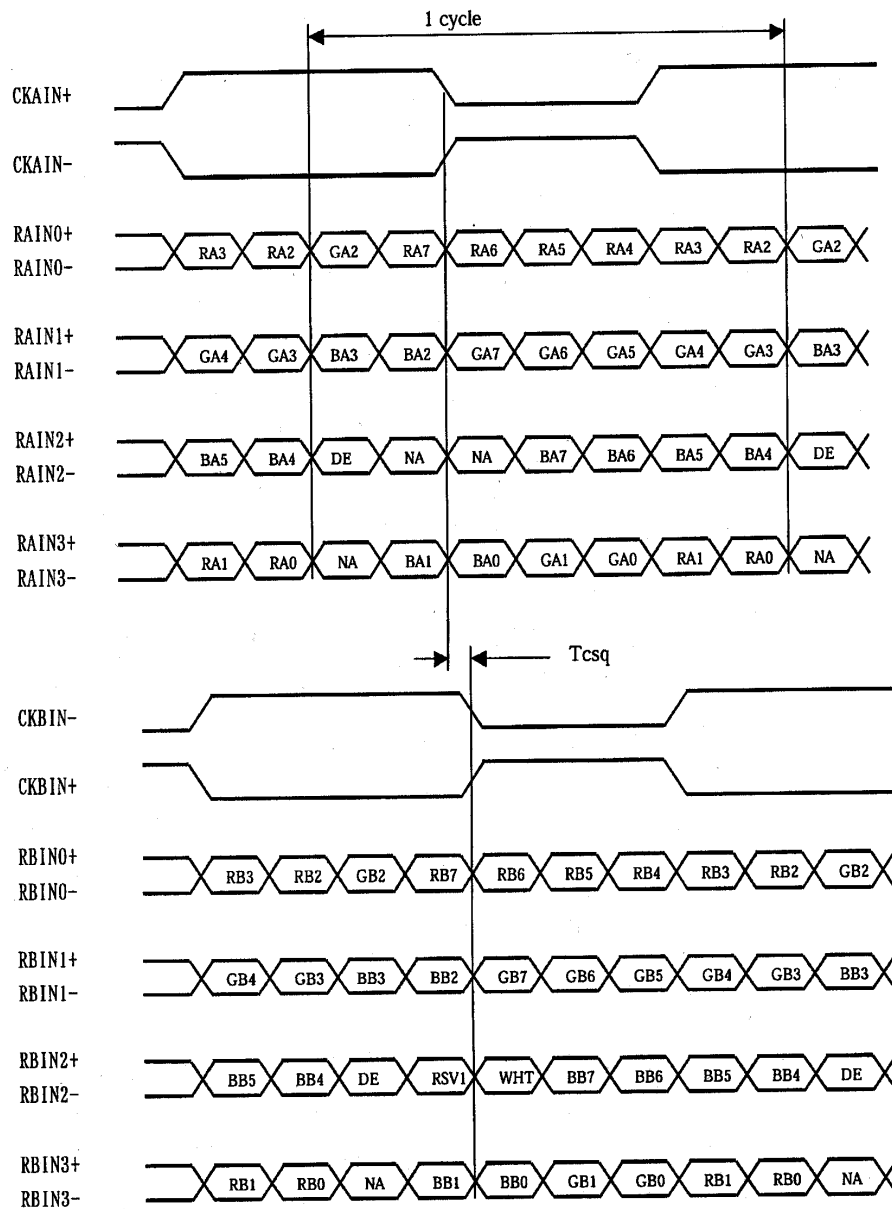 1 cycle
CKAIN+
CKAIN-
RAIN0+
RA3 RA2 GA2 RA7 RA6 RA5 RA4 RA3 RA2 GA2
RAIN0-
RAIN1+
GA4 GA3 BA3 BA2 GA7 GA6 GA5 GA4 GA3 BA3
RAIN1-
RAIN2+
BA5 BA4 DE NA NA BA7 BA6 BA5 BA4 DE
RAIN2-
RAIN3+
RA1 RA0 NA BA1 BA0 GA1 GA0 RA1 RA0 NA
RAIN3-
Tcsq
CKBIN-
CKBIN+
RBIN0+
RB3 RB2 GB2 RB7 RB6 RB5 RB4 RB3 RB2 GB2
RBIN0-
RBIN1+
GB4 GB3 BB3 BB2 GB7 GB6 GB5 GB4 GB3 BB3
RBIN1-
RBIN2+
BB5 BB4 DE RSV1 WHT BB7 BB6 BB5 BB4 DE
RBIN2-
RBIN3+
RB1 RB0 NA BB1 BB0 GB1 GB0 RB1 RB0 NA
RBIN3-